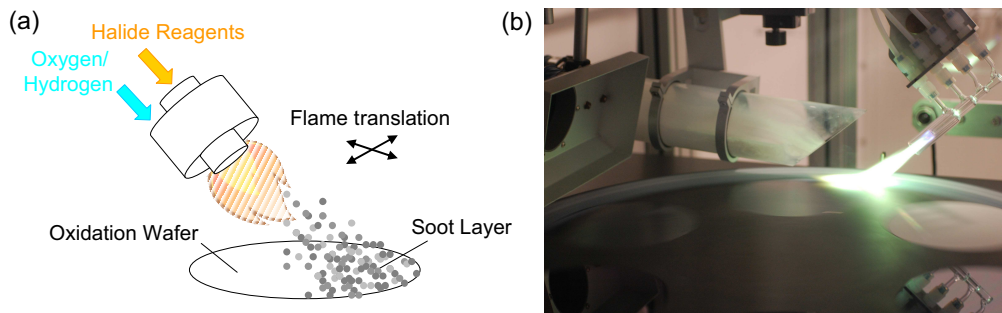 (a)
Halide Reagents
Oxygen/
Hydrogen
Flame translation
Oxidation Wafer
Soot Layer
(b)